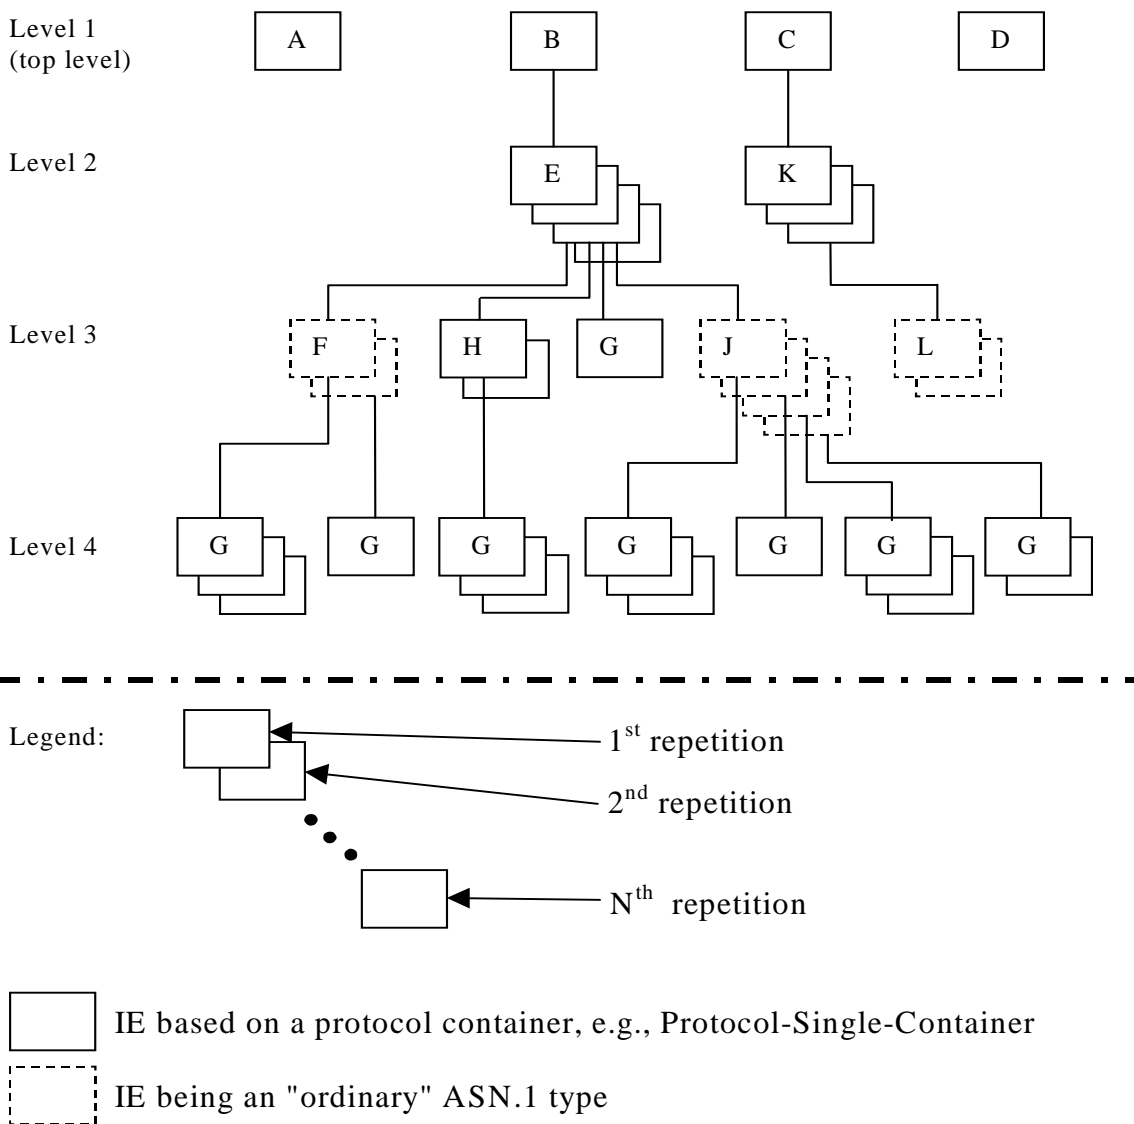 Level 1
(top level)
A
B
C
D
Level 2
E
K
Level 3
F
H
G
J
L
Level 4
G
G
G
G
G
G
G
Legend:
1st repetition
2nd repetition
Nth repetition
IE based on a protocol container, e.g., Protocol-Single-Container
IE being an "ordinary" ASN.1 type